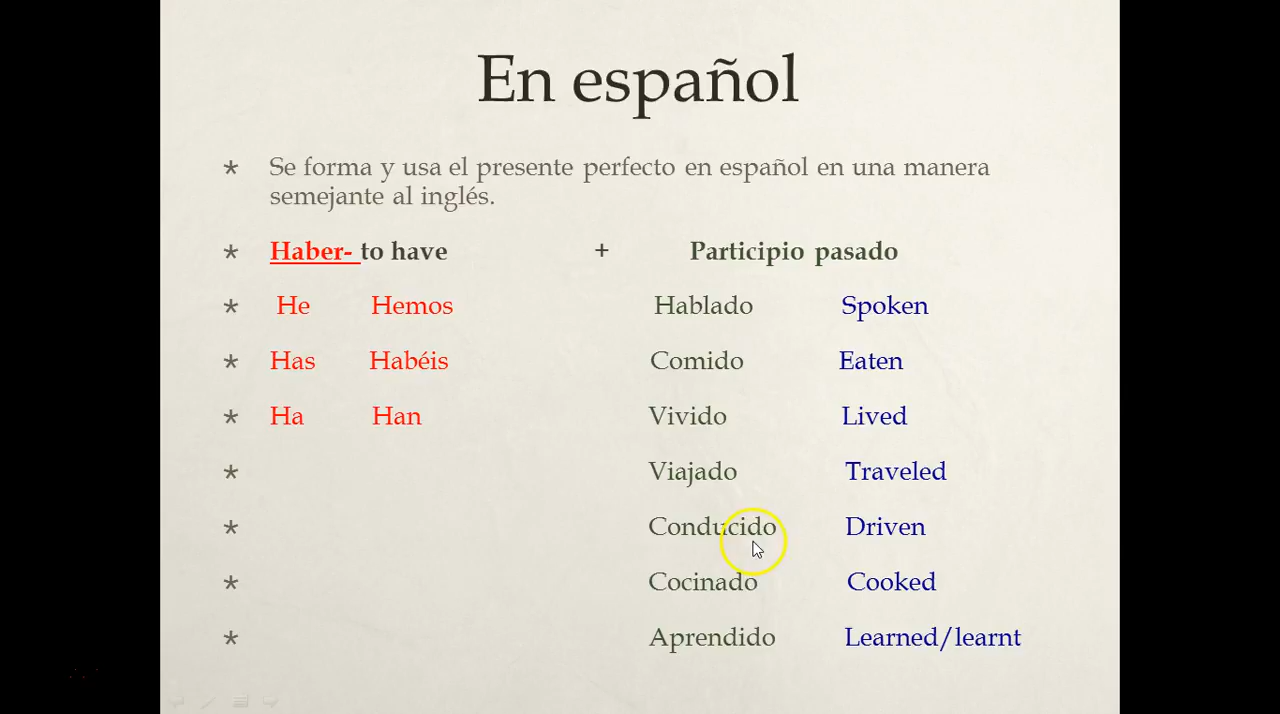 En español
* Se forma y usa el presente perfecto en español en una manera
semejante al inglés.
* Haber- to have + Participio pasado
* He Hemos Hablado Spoken
* Has Habéis Comido Eaten
* Ha Han Vivido Lived
* Viajado Traveled
* Conducido Driven
* Cocinado Cooked
* Aprendido Learned/learnt